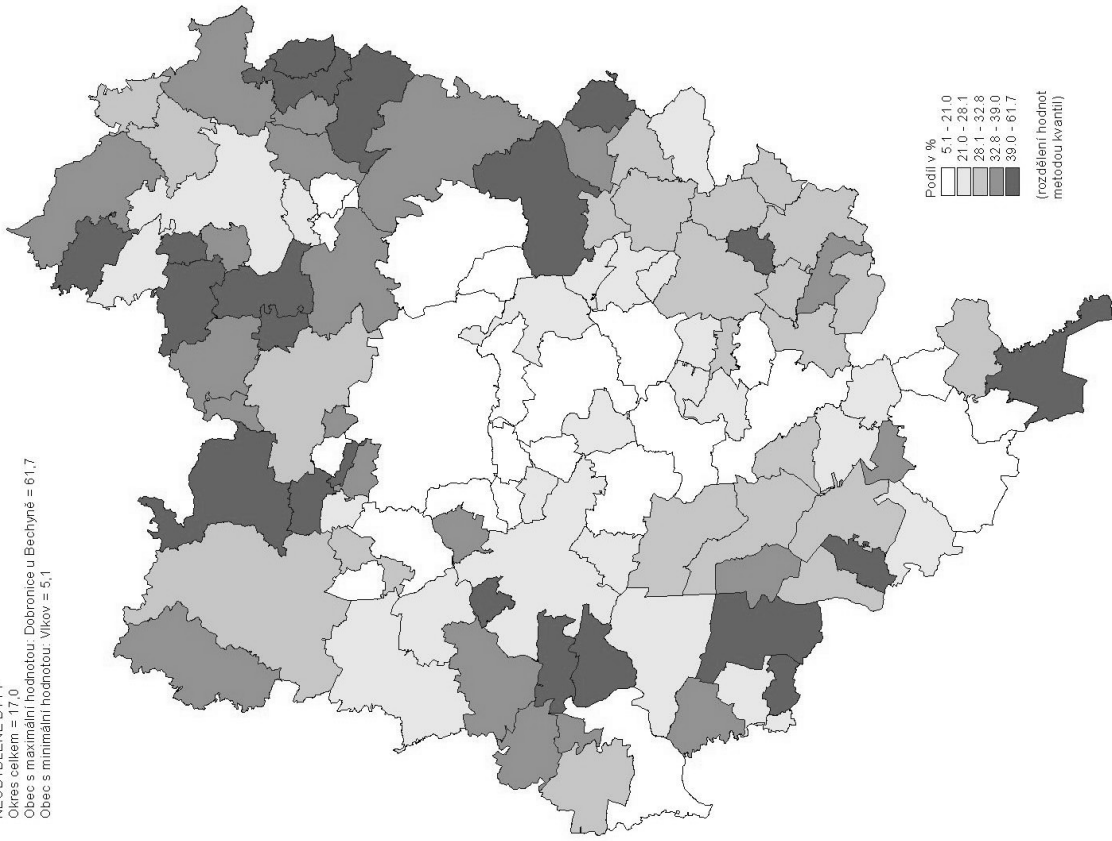 NEOBYDLENÉ BYTY
Okres celkem = 17,0
Obec s maximální hodnotou: Dobronice u Bechyně = 61,7
Obec s minimální hodnotou: Vlkov = 5,1
Podíl v %
5.1 - 21.0
21.0 - 28.1
28.1 - 32.8
32.8 - 39.0
39.0 - 61.7
(rozdělení hodnot
metodou kvantil)